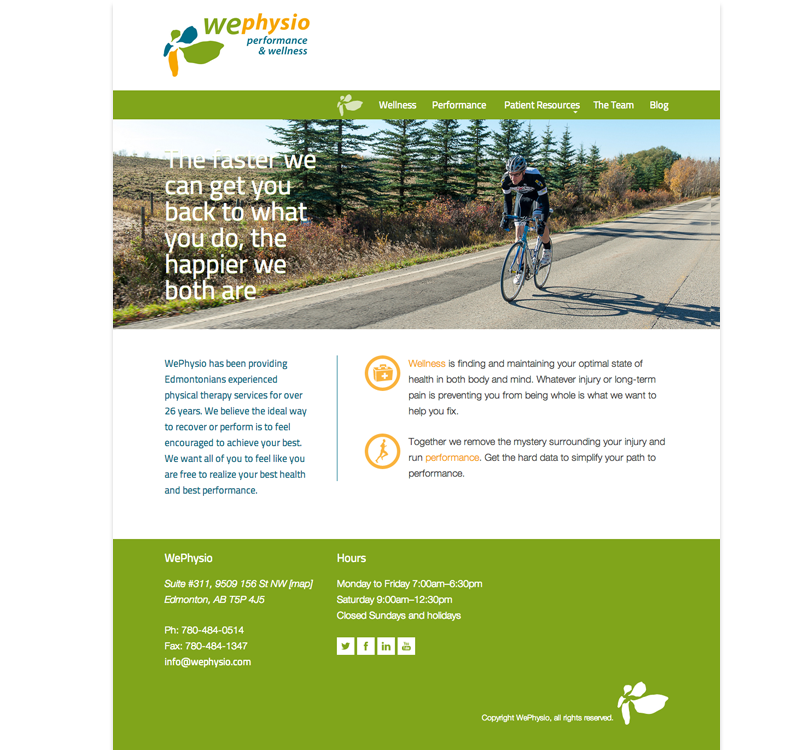 wephysio
performance
& wellness
Wellness Performance Patient Resources The Team Blog
The faster we
can get you
back to what
you do, the
happier we
both are
WePhysio has been providing
Edmontonians experienced
physical therapy services for over
26 years. We believe the ideal way
to recover or perform is to feel
encouraged to achieve your best.
We want all of you to feel like you
are free to realize your best health
and best performance.
Wellness is finding and maintaining your optimal state of
health in both body and mind. Whatever injury or long-term
pain is preventing you from being whole is what we want to
help you fix.
Together we remove the mystery surrounding your injury and
run performance. Get the hard data to simplify your path to
performance.
WePhysio
Suite #311, 9509 156 St NW [map]
Edmonton, AB T5P 4J5
Ph: 780-484-0514
Fax: 780-484-1347
info@wephysio.com
Hours
Monday to Friday 7:00am–6:30pm
Saturday 9:00am–12:30pm
Closed Sundays and holidays
f in You
Copyright WePhysio, all rights reserved.